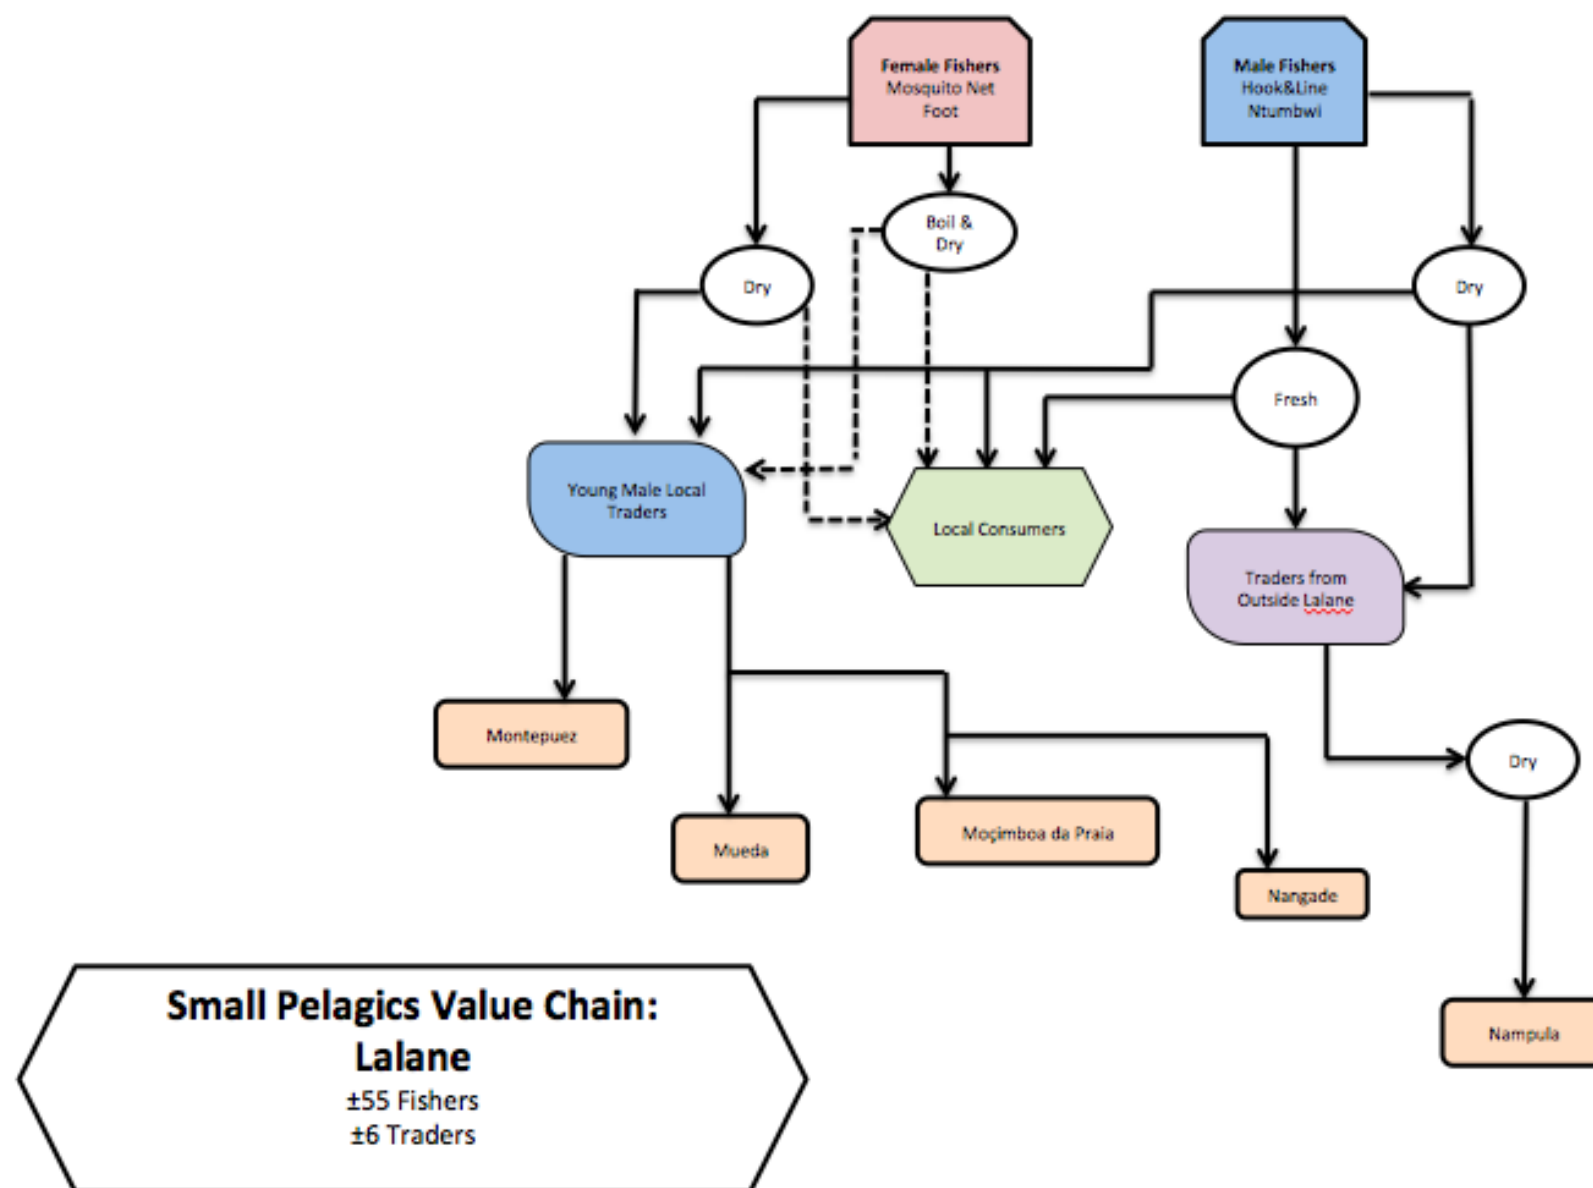 Female Fishers
Mosquito Net
Foot
Male Fishers
Hook&Line
Ntumbwi
Boil &
Dry
Dry
Dry
Fresh
Young Male Local
Traders
Local Consumers
Traders from
Outside Lalane
Montepuez
Dry
Mueda
Moçimboa da Praia
Nangade
Nampula
Small Pelagics Value Chain:
Lalane
±55 Fishers
±6 Traders